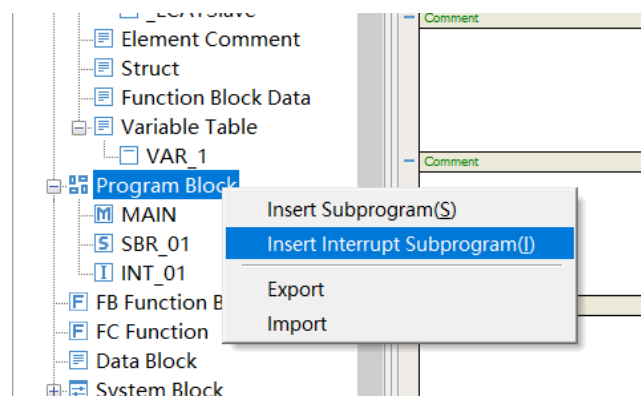 _ECATSlave
Element Comment
Struct
Function Block Data
Variable Table
VAR_1
Program Block
MAIN
SBR_01
INT_01
FB Function B
FC Function
Data Block
System Block
Insert Subprogram(S)
Insert Interrupt Subprogram(I)
Export
Import
Comment
Comment